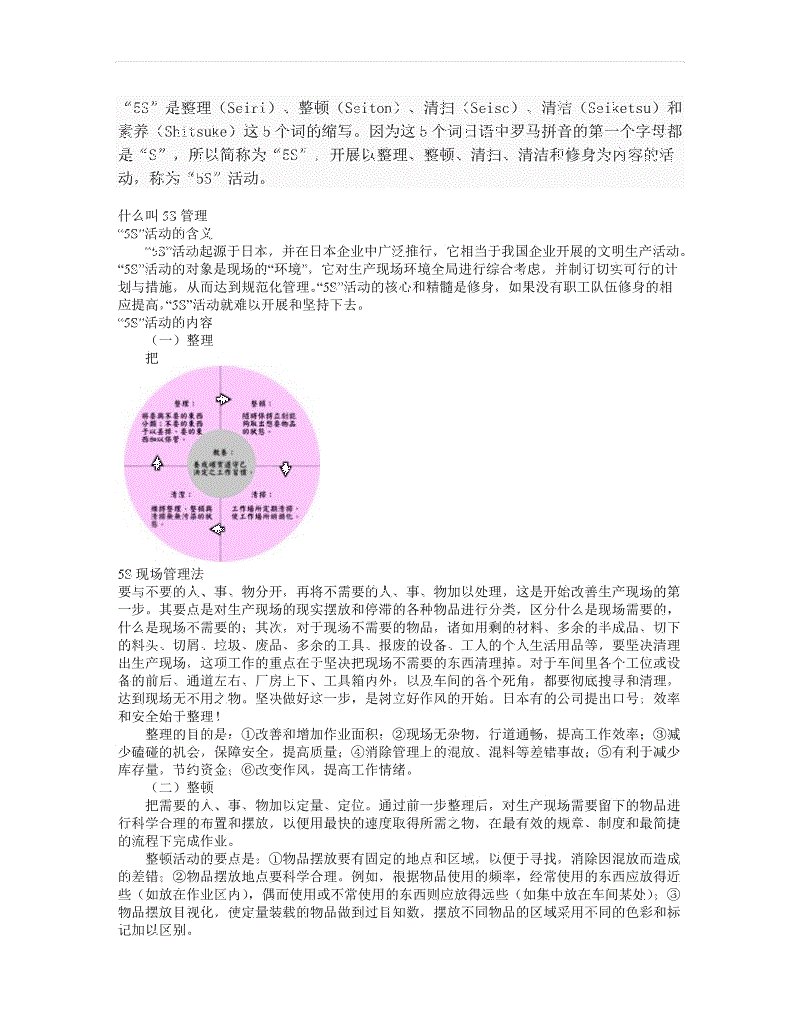 “5S”是整理（Seiri）、整顿（Seiton）、清扫（Seiso）、清洁（Seiketsu）和
素养（Shitsuke）这 5 个词的缩写。因为这 5 个词日语中罗马拼音的第一个字母都
是“S”，所以简称为“5S”，开展以整理、整顿、清扫、清洁和修身为内容的活
动，称为“5S”活动。
什么叫 5S 管理
“5S”活动的含义
“5S”活动起源于日本，并在日本企业中广泛推行，它相当于我国企业开展的文明生产活动。
“5S”活动的对象是现场的“环境”，它对生产现场环境全局进行综合考虑，并制订切实可行的计
划与措施，从而达到规范化管理。“5S”活动的核心和精髓是修身，如果没有职工队伍修身的相
应提高，“5S”活动就难以开展和坚持下去。
“5S”活动的内容
（一）整理
把
整理：
將要與不要的東西
分類；不要的東西
予以丟掉、要的東
西加以保管。
整頓：
隨時保持立刻能
夠取出想要物品
的狀態。
教養：
養成確實遵守已
決定之工作習慣。
清潔：
維持整理、整頓與
清掃後無污染的狀
態。
清掃：
工作場所定期清掃，
使工作場所明朗化。
5S 现场管理法
要与不要的人、事、物分开，再将不需要的人、事、物加以处理，这是开始改善生产现场的第
一步。其要点是对生产现场的现实摆放和停滞的各种物品进行分类，区分什么是现场需要的，
什么是现场不需要的；其次，对于现场不需要的物品，诸如用剩的材料、多余的半成品、切下
的料头、切屑、垃圾、废品、多余的工具、报废的设备、工人的个人生活用品等，要坚决清理
出生产现场，这项工作的重点在于坚决把现场不需要的东西清理掉。对于车间里各个工位或设
备的前后、通道左右、厂房上下、工具箱内外，以及车间的各个死角，都要彻底搜寻和清理，
达到现场无不用之物。坚决做好这一步，是树立好作风的开始。日本有的公司提出口号：效率
和安全始于整理！
整理的目的是：①改善和增加作业面积；②现场无杂物，行道通畅，提高工作效率；③减
少磕碰的机会，保障安全，提高质量；④消除管理上的混放、混料等差错事故；⑤有利于减少
库存量，节约资金；⑥改变作风，提高工作情绪。
（二）整顿
把需要的人、事、物加以定量、定位。通过前一步整理后，对生产现场需要留下的物品进
行科学合理的布置和摆放，以便用最快的速度取得所需之物，在最有效的规章、制度和最简捷
的流程下完成作业。
整顿活动的要点是：①物品摆放要有固定的地点和区域，以便于寻找，消除因混放而造成
的差错；②物品摆放地点要科学合理。例如，根据物品使用的频率，经常使用的东西应放得近
些（如放在作业区内），偶而使用或不常使用的东西则应放得远些（如集中放在车间某处）；③
物品摆放目视化，使定量装载的物品做到过目知数，摆放不同物品的区域采用不同的色彩和标
记加以区别。